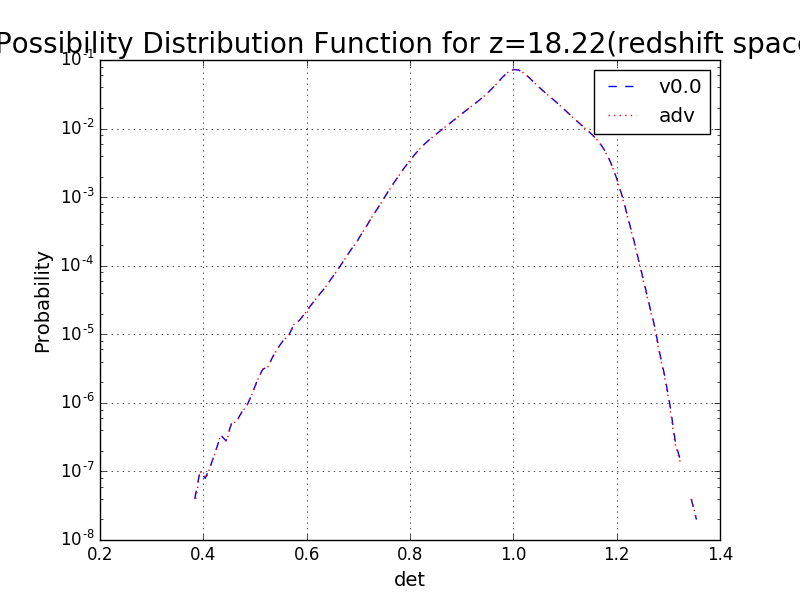 Possibility Distribution Function for z=18.22(redshift spac
10^-1
v0.0
adv
10^-2
10^-3
10^-4
Probability
10^-5
10^-6
10^-7
10^-8
0.2 0.4 0.6 0.8 1.0 1.2 1.4
det